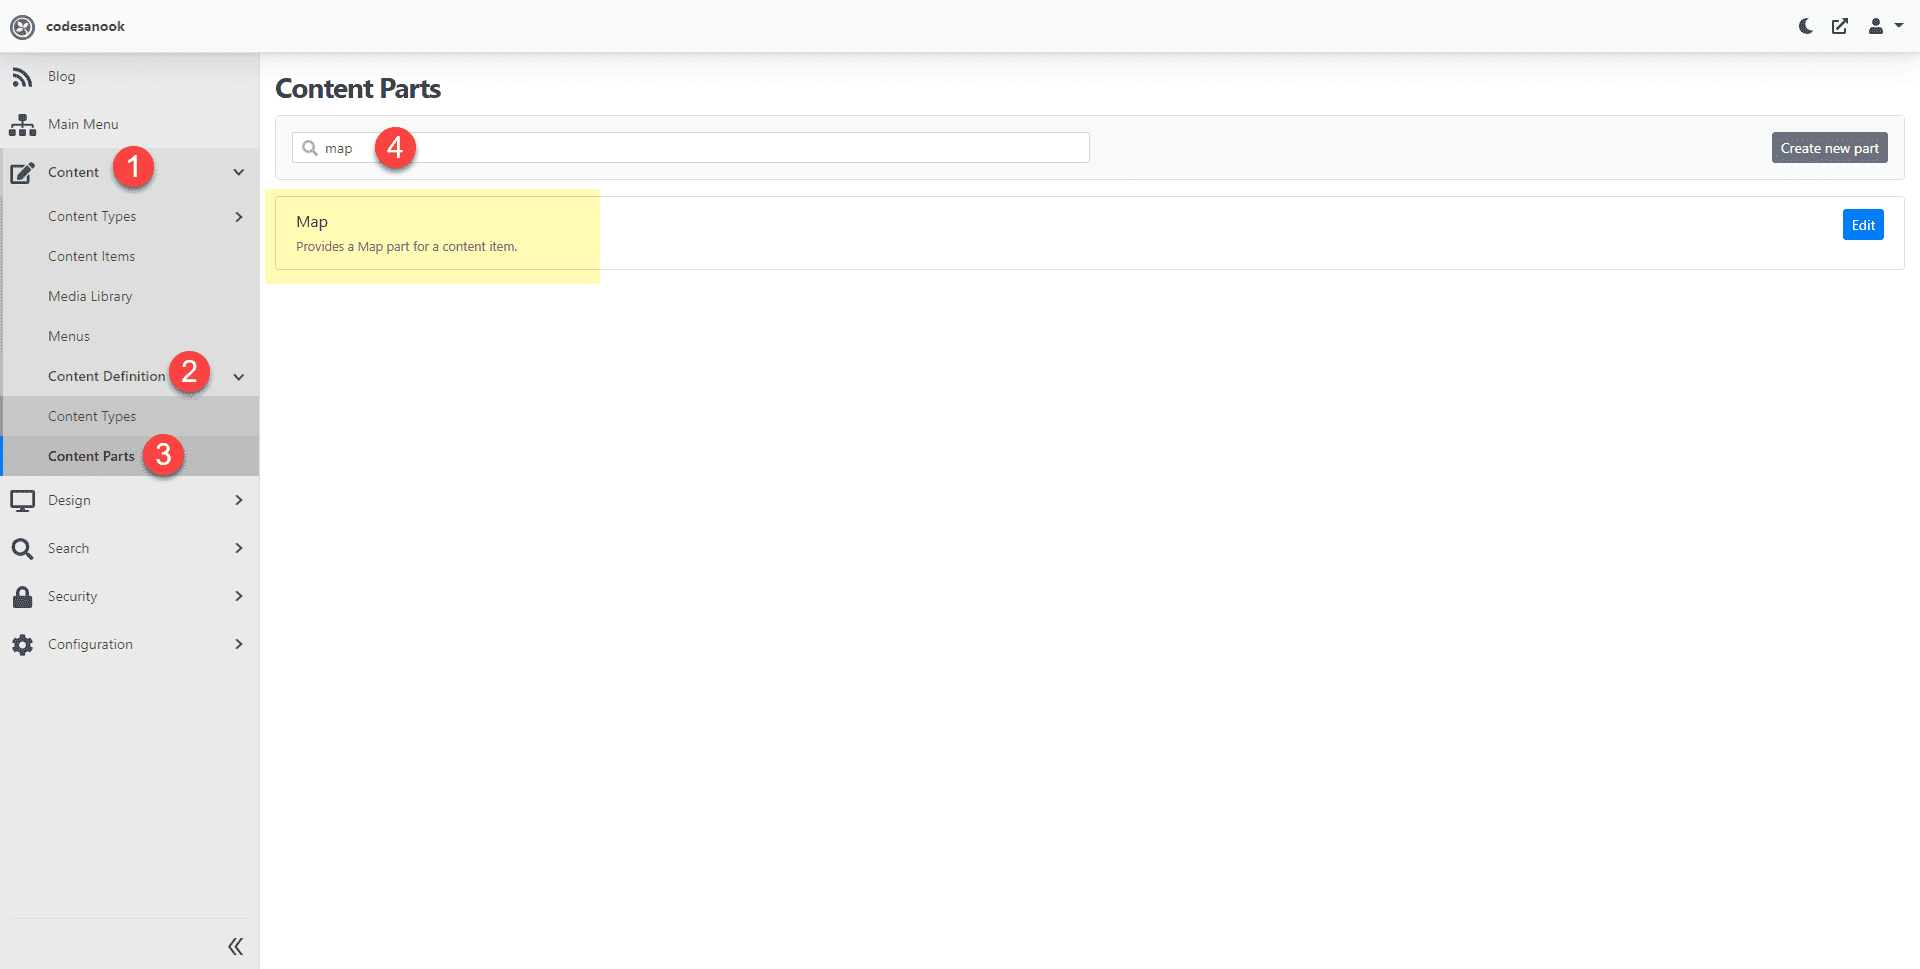 codesanook
Blog
Main Menu
Content 1
Content Types
Content Items
Media Library
Menus
Content Definition 2
Content Types
Content Parts 3
Design
Search
Security
Configuration
Content Parts
map 4
Create new part
Map
Edit
Provides a Map part for a content item.